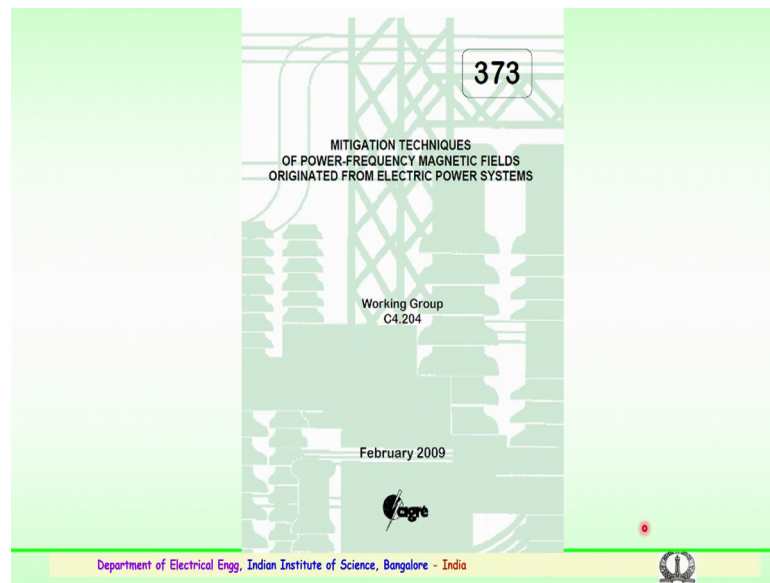 373
MITIGATION TECHNIQUES
OF POWER-FREQUENCY MAGNETIC FIELDS
ORIGINATED FROM ELECTRIC POWER SYSTEMS
Working Group
C4.204
February 2009
cigré
Department of Electrical Engg, Indian Institute of Science, Bangalore - India